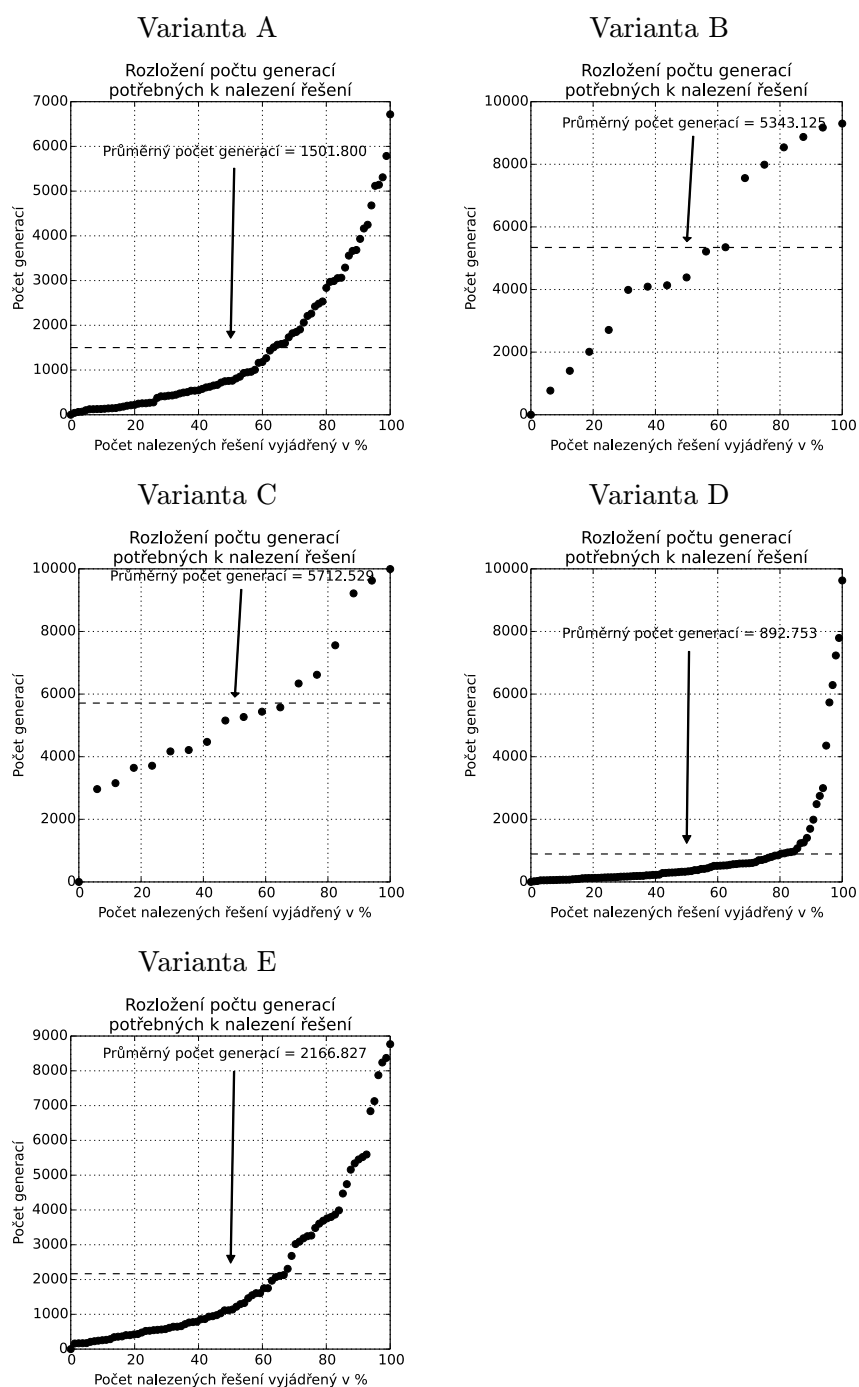 Varianta A
Rozložení počtu generací
potřebných k nalezení řešení
Průměrný počet generací = 1501.800
Počet generací
7000
6000
5000
4000
3000
2000
1000
0
0 20 40 60 80 100
Počet nalezených řešení vyjádřený v %
Varianta B
Rozložení počtu generací
potřebných k nalezení řešení
Průměrný počet generací = 5343.125
Počet generací
10000
8000
6000
4000
2000
0
0 20 40 60 80 100
Počet nalezených řešení vyjádřený v %
Varianta C
Rozložení počtu generací
potřebných k nalezení řešení
Průměrný počet generací = 5712.529
Počet generací
10000
8000
6000
4000
2000
0
0 20 40 60 80 100
Počet nalezených řešení vyjádřený v %
Varianta D
Rozložení počtu generací
potřebných k nalezení řešení
Průměrný počet generací = 892.753
Počet generací
10000
8000
6000
4000
2000
0
0 20 40 60 80 100
Počet nalezených řešení vyjádřený v %
Varianta E
Rozložení počtu generací
potřebných k nalezení řešení
Průměrný počet generací = 2166.827
Počet generací
9000
8000
7000
6000
5000
4000
3000
2000
1000
0
0 20 40 60 80 100
Počet nalezených řešení vyjádřený v %